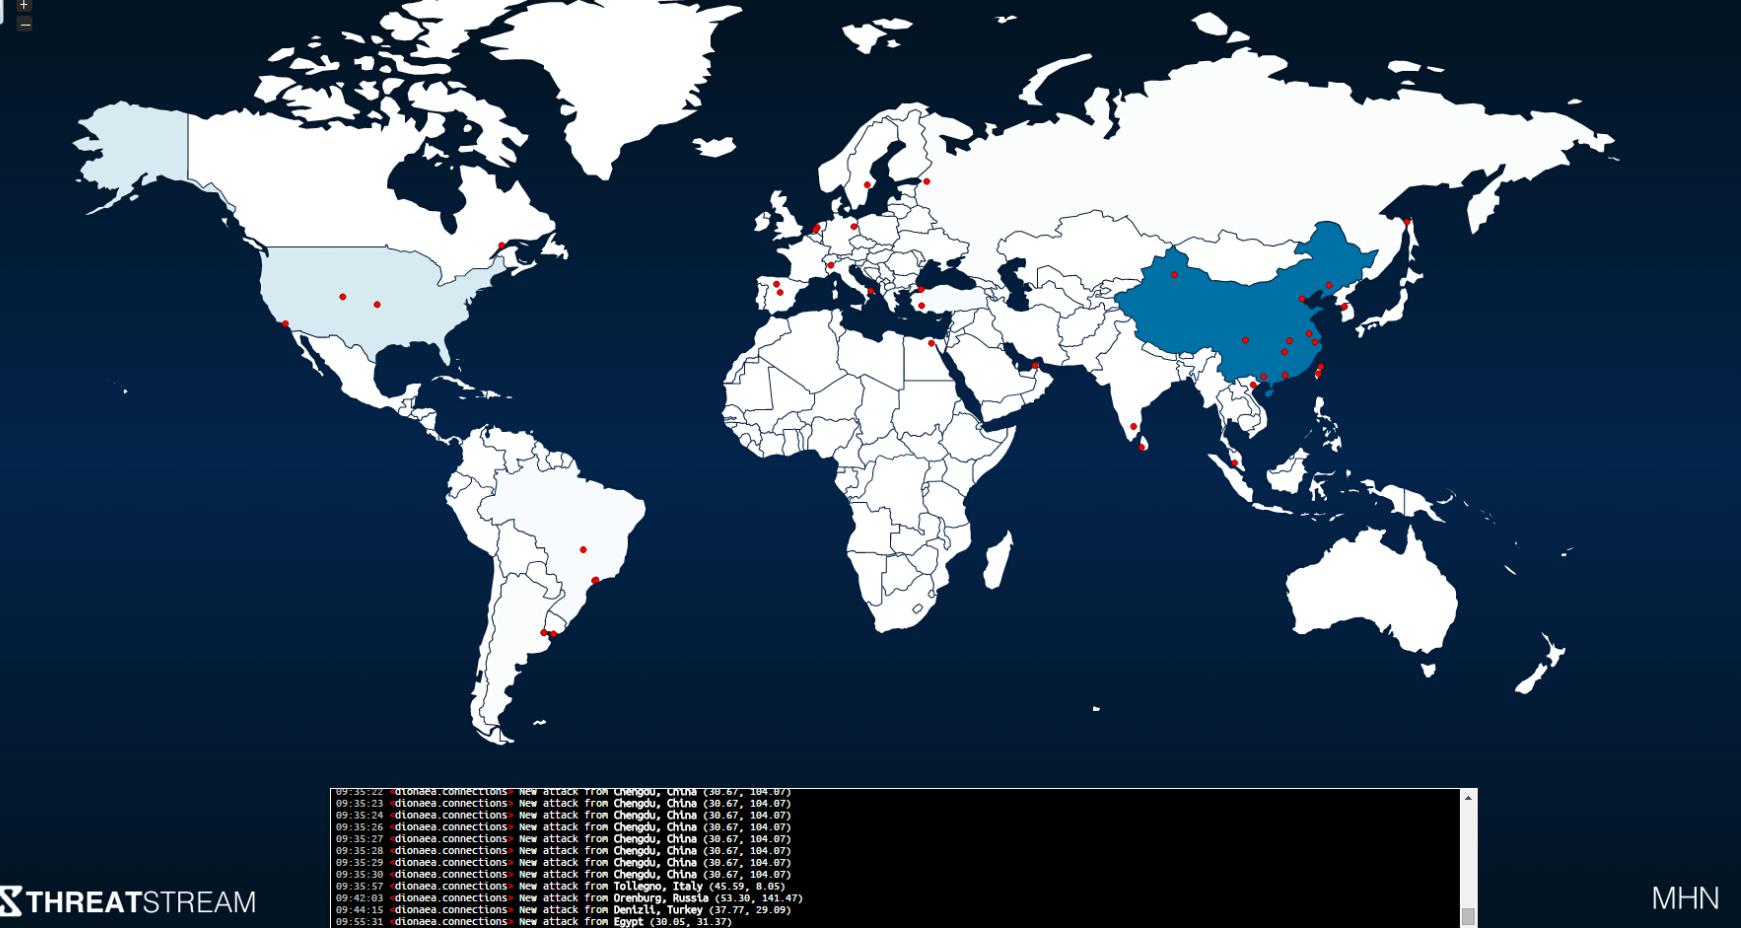 +
−
09:35:22 <dionaea.connections> New attack from Chengdu, China (30.67, 104.07)
09:35:23 <dionaea.connections> New attack from Chengdu, China (30.67, 104.07)
09:35:24 <dionaea.connections> New attack from Chengdu, China (30.67, 104.07)
09:35:26 <dionaea.connections> New attack from Chengdu, China (30.67, 104.07)
09:35:27 <dionaea.connections> New attack from Chengdu, China (30.67, 104.07)
09:35:28 <dionaea.connections> New attack from Chengdu, China (30.67, 104.07)
09:35:29 <dionaea.connections> New attack from Chengdu, China (30.67, 104.07)
09:35:30 <dionaea.connections> New attack from Chengdu, China (30.67, 104.07)
09:35:57 <dionaea.connections> New attack from Tollegno, Italy (45.59, 8.05)
09:42:03 <dionaea.connections> New attack from Orenburg, Russia (53.30, 141.47)
09:44:15 <dionaea.connections> New attack from Denizli, Turkey (37.77, 29.09)
09:55:31 <dionaea.connections> New attack from Egypt (30.05, 31.37)
THREATSTREAM
MHN